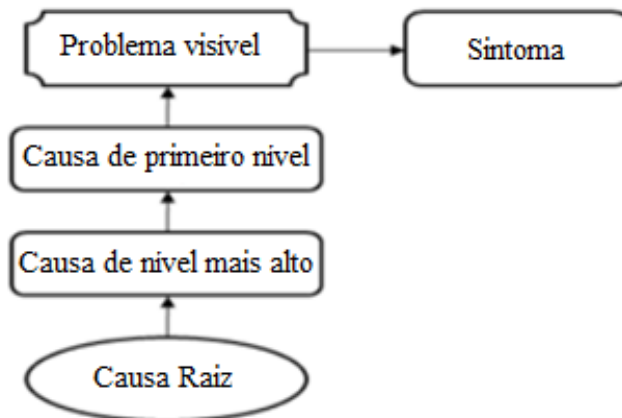 Problema visível
Sintoma
Causa de primeiro nível
Causa de nível mais alto
Causa Raiz